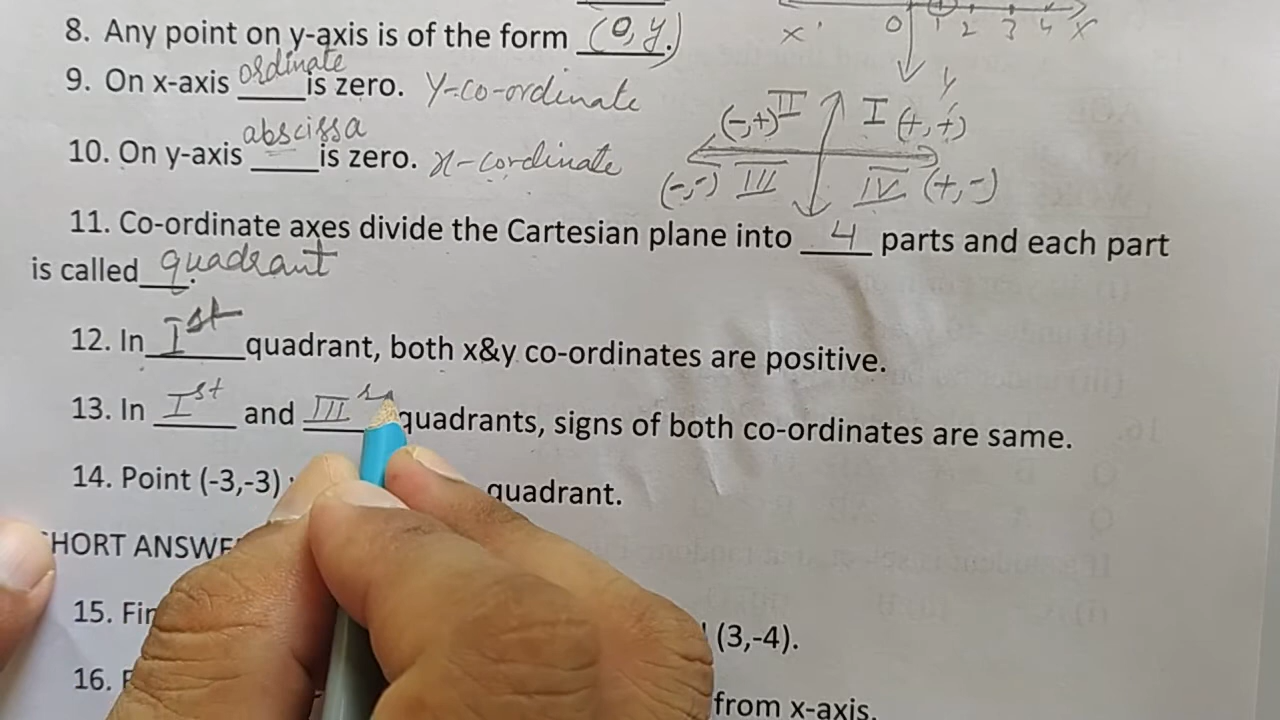 X' 0 1 2 3 4 X
8. Any point on y-axis is of the form (0,y).
Y'
ordinate
9. On x-axis ____is zero. Y-co-ordinate
(-,+) II I (+,+)
abscissa
10. On y-axis ____is zero. x-cordinate
(-,-) III IV (+,-)
11. Co-ordinate axes divide the Cartesian plane into 4 parts and each part
is called quadrant.
12. In Ist quadrant, both x&y co-ordinates are positive.
13. In Ist and III quadrants, signs of both co-ordinates are same.
14. Point (-3,-3) quadrant.
HORT ANSWE
15. Fin (3,-4).
16. from x-axis.